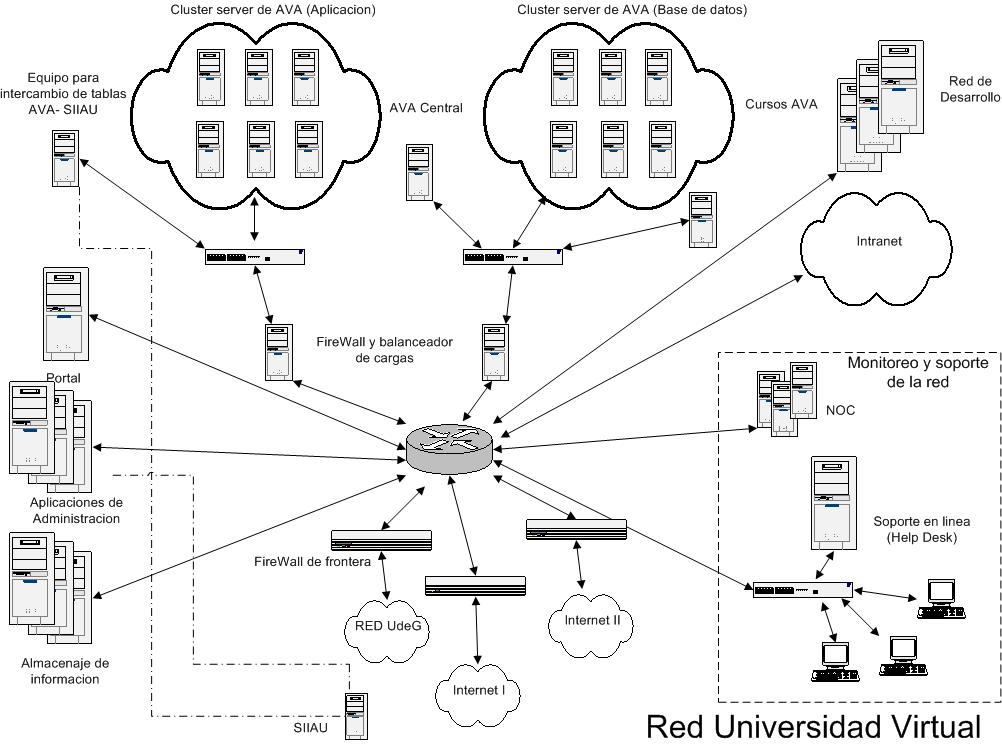 Cluster server de AVA (Aplicacion)
Cluster server de AVA (Base de datos)
Equipo para
intercambio de tablas
AVA- SIIAU
AVA Central
Cursos AVA
Red de
Desarrollo
Intranet
FireWall y balanceador
de cargas
Portal
Monitoreo y soporte
de la red
NOC
Aplicaciones de
Administracion
Soporte en linea
(Help Desk)
FireWall de frontera
RED UdeG
Internet II
Internet I
Almacenaje de
informacion
SIIAU
Red Universidad Virtual